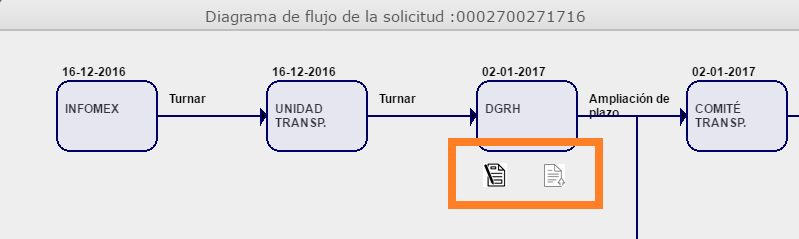 Diagrama de flujo de la solicitud :0002700271716
16-12-2016
16-12-2016
02-01-2017
02-01-2017
INFOMEX
Turnar
UNIDAD
TRANSP.
Turnar
DGRH
Ampliación de
plazo
COMITÉ
TRANSP.